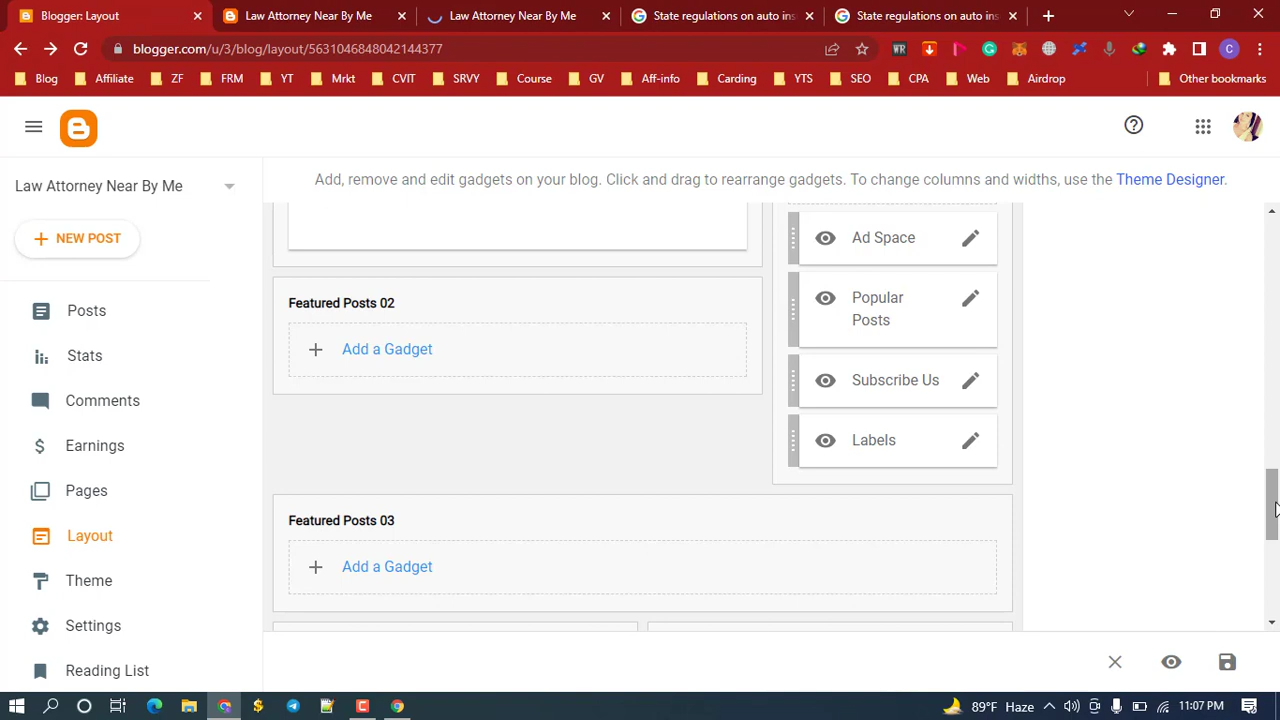 Blogger: Layout
Law Attorney Near By Me
Law Attorney Near By Me
State regulations on auto ins
State regulations on auto ins
blogger.com/u/3/blog/layout/5631046848042144377
Blog
Affiliate
ZF
FRM
YT
Mrkt
CVIT
SRVY
Course
GV
Aff-info
Carding
YTS
SEO
CPA
Web
Airdrop
Other bookmarks
Law Attorney Near By Me
NEW POST
Posts
Stats
Comments
Earnings
Pages
Layout
Theme
Settings
Reading List
Add, remove and edit gadgets on your blog. Click and drag to rearrange gadgets. To change columns and widths, use the Theme Designer.
Featured Posts 02
Add a Gadget
Ad Space
Popular
Posts
Subscribe Us
Labels
Featured Posts 03
Add a Gadget
89°F Haze
11:07 PM